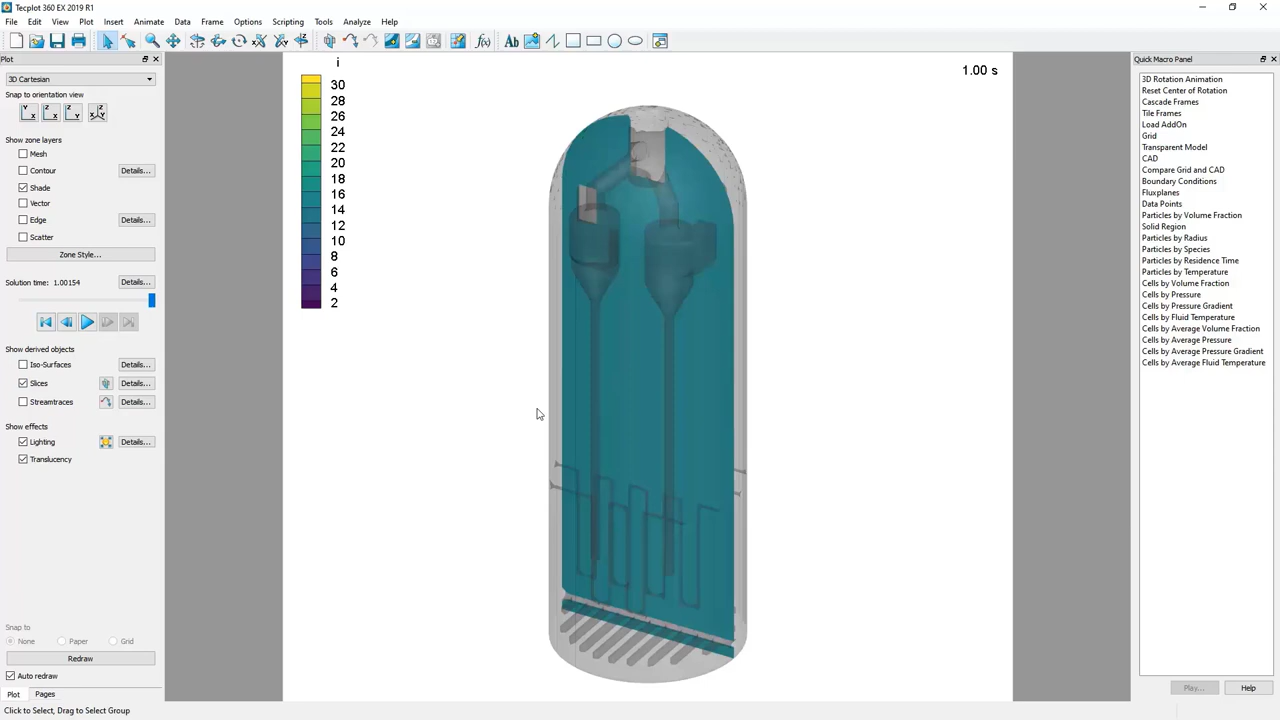 Tecplot 360 EX 2019 R1
File Edit View Plot Insert Animate Data Frame Options Scripting Tools Analyze Help
Plot
3D Cartesian
Snap to orientation view
Show zone layers
Mesh
Contour Details...
Shade
Vector
Edge Details...
Scatter
Zone Style...
Solution time: 1.00154 Details...
Show derived objects
Iso-Surfaces Details...
Slices Details...
Streamtraces Details...
Show effects
Lighting Details...
Translucency
Snap to
None Paper Grid
Redraw
Auto redraw
Plot Pages
Click to Select, Drag to Select Group
i
30
28
26
24
22
20
18
16
14
12
10
8
6
4
2
1.00 s
Quick Macro Panel
3D Rotation Animation
Reset Center of Rotation
Cascade Frames
Tile Frames
Load AddOn
Grid
Transparent Model
CAD
Compare Grid and CAD
Boundary Conditions
Fluxplanes
Data Points
Particles by Volume Fraction
Solid Region
Particles by Radius
Particles by Species
Particles by Residence Time
Particles by Temperature
Cells by Volume Fraction
Cells by Pressure
Cells by Pressure Gradient
Cells by Fluid Temperature
Cells by Average Volume Fraction
Cells by Average Pressure
Cells by Average Pressure Gradient
Cells by Average Fluid Temperature
Play... Help